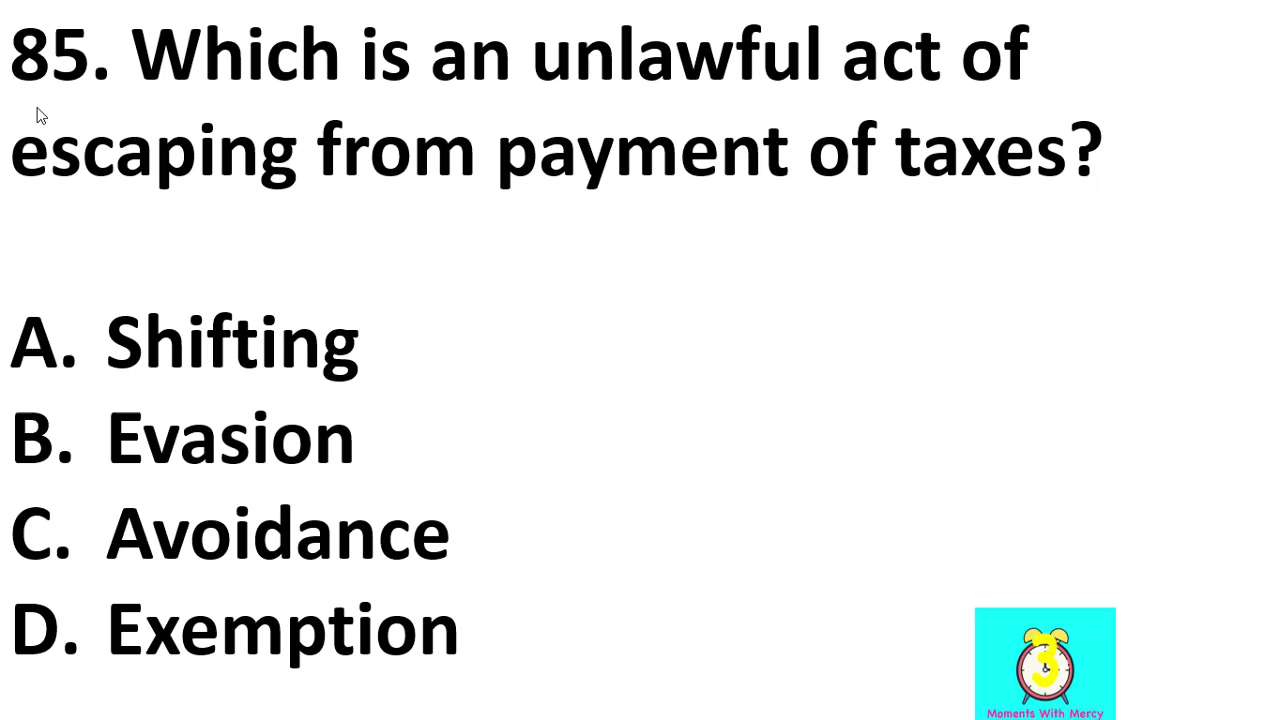 85. Which is an unlawful act of
escaping from payment of taxes?
A. Shifting
B. Evasion
C. Avoidance
D. Exemption
3
Moments With Mercy